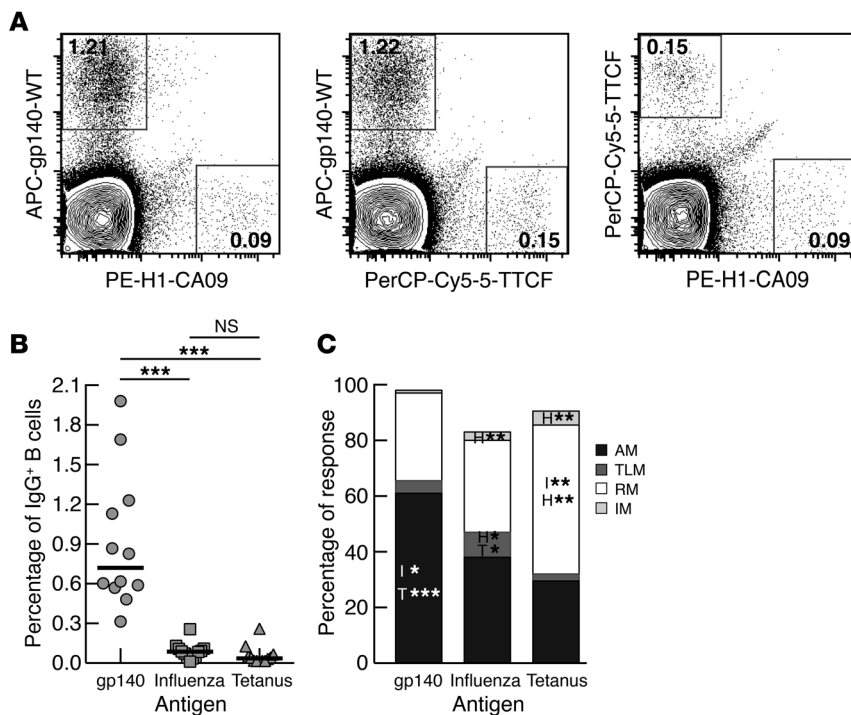 A
1.21
0.09
APC-gp140-WT
PE-H1-CA09
1.22
0.15
APC-gp140-WT
PerCP-Cy5-5-TTCF
0.15
0.09
PerCP-Cy5-5-TTCF
PE-H1-CA09
B
NS
***
***
2.1
1.8
1.5
1.2
0.9
0.6
0.3
0.0
Percentage of IgG+ B cells
gp140 Influenza Tetanus
Antigen
C
100
80
60
40
20
0
Percentage of response
I *
T ***
H**
H*
T *
H**
I **
H**
gp140 Influenza Tetanus
Antigen
AM
TLM
RM
IM